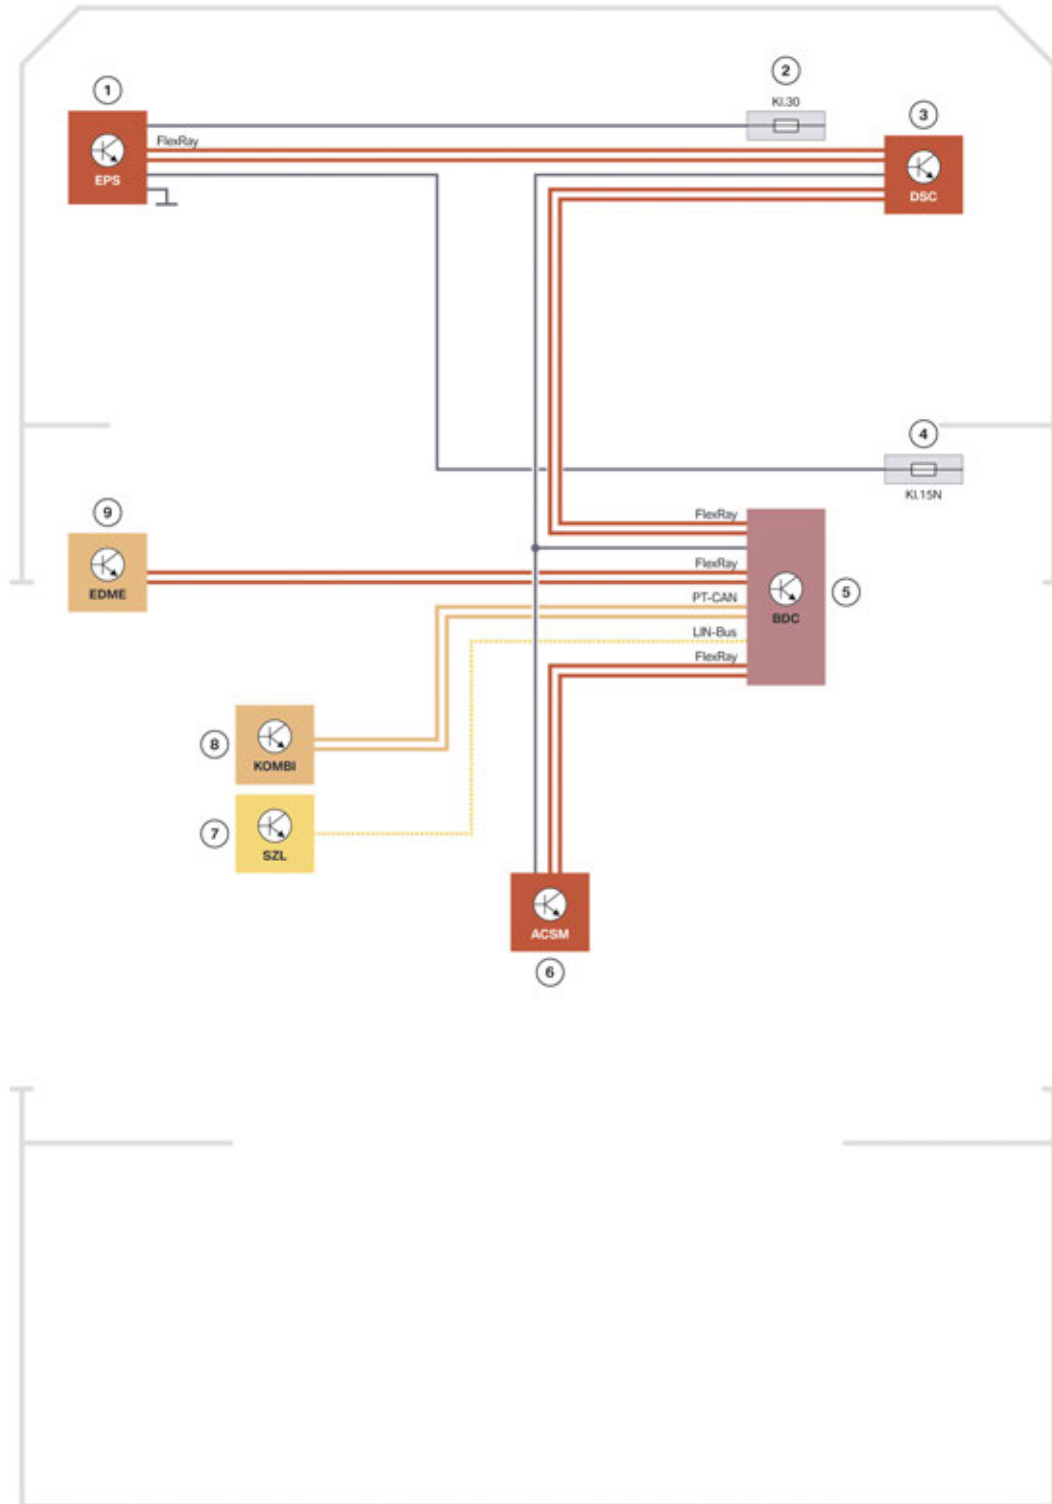 1
2
Kl.30
3
FlexRay
EPS
DSC
4
Kl.15N
9
FlexRay
EDME
FlexRay
PT-CAN
BDC
5
LIN-Bus
FlexRay
8
KOMBI
7
SZL
ACSM
6